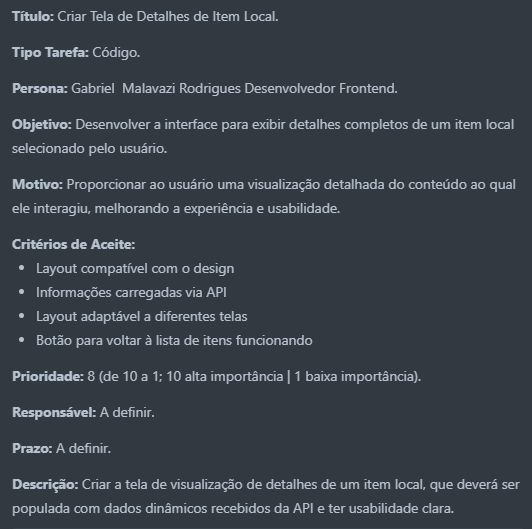 Título: Criar Tela de Detalhes de Item Local.
Tipo Tarefa: Código.
Persona: Gabriel  Malavazi Rodrigues Desenvolvedor Frontend.
Objetivo: Desenvolver a interface para exibir detalhes completos de um item local
selecionado pelo usuário.
Motivo: Proporcionar ao usuário uma visualização detalhada do conteúdo ao qual
ele interagiu, melhorando a experiência e usabilidade.
Critérios de Aceite:
• Layout compatível com o design
• Informações carregadas via API
• Layout adaptável a diferentes telas
• Botão para voltar à lista de itens funcionando
Prioridade: 8 (de 10 a 1; 10 alta importância | 1 baixa importância).
Responsável: A definir.
Prazo: A definir.
Descrição: Criar a tela de visualização de detalhes de um item local, que deverá ser
populada com dados dinâmicos recebidos da API e ter usabilidade clara.